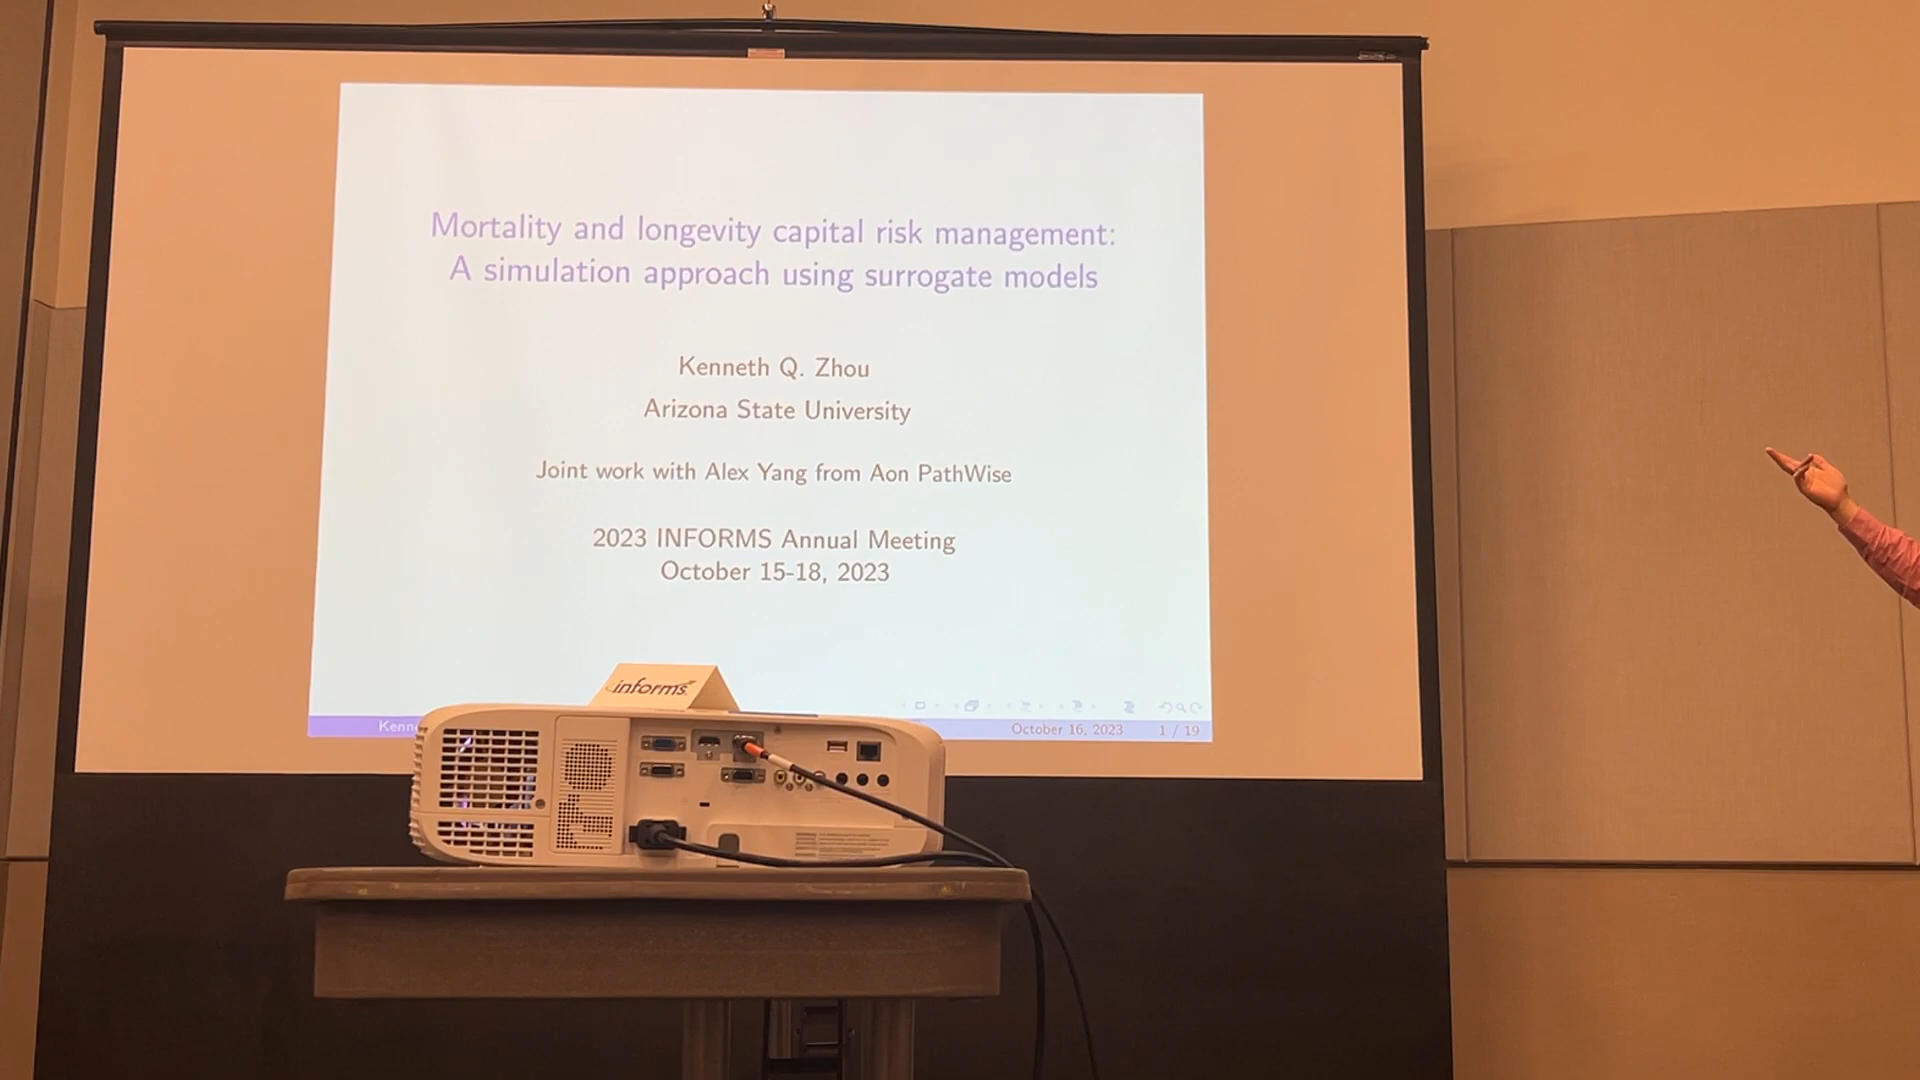 Mortality and longevity capital risk management:
A simulation approach using surrogate models
Kenneth Q. Zhou
Arizona State University
Joint work with Alex Yang from Aon PathWise
2023 INFORMS Annual Meeting
October 15-18, 2023
informs
October 16, 2023 1 / 19